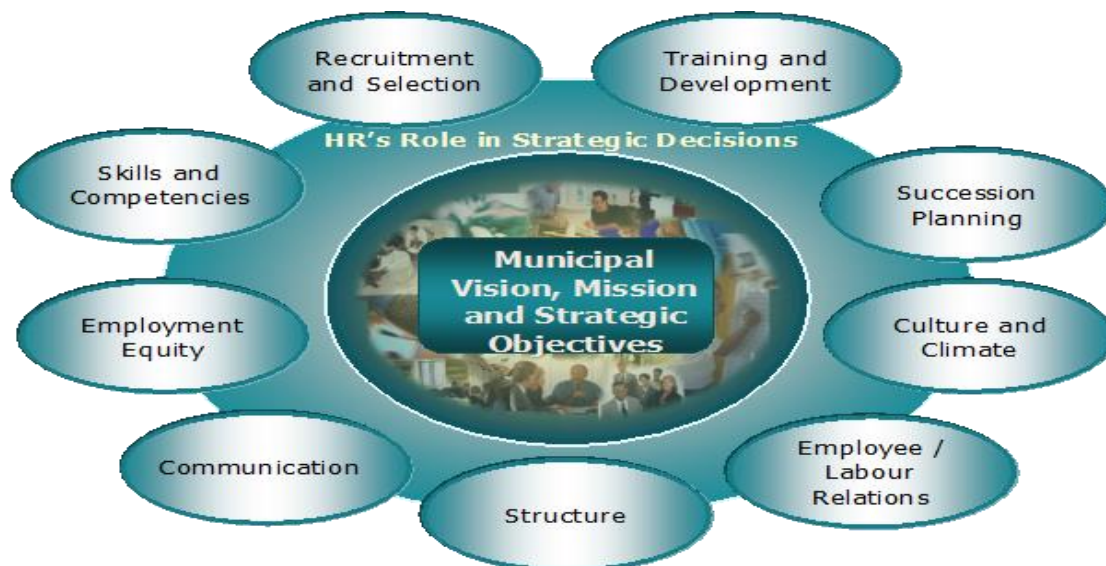 Recruitment
and Selection
Training and
Development
HR's Role in Strategic Decisions
Skills and
Competencies
Succession
Planning
Municipal
Vision, Mission
and Strategic
Objectives
Employment
Equity
Culture and
Climate
Communication
Employee /
Labour
Relations
Structure